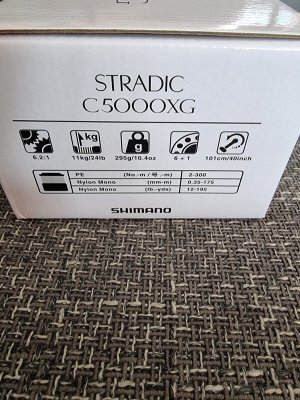 STRADIC
C5000XG
kg
g
6.2:1
11kg/24lb
295g/10.4oz
6 + 1
101cm/40inch
PE (No.-m / 号.-m) 2-300
Nylon Mono (mm-m) 0.35-175
Nylon Mono (lb.-yds) 12-195
SHIMANO